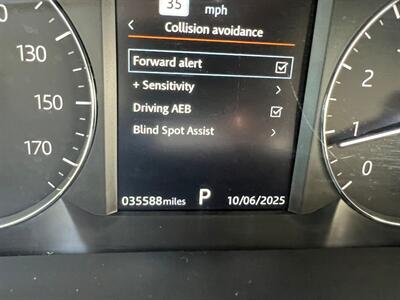 35 mph
< Collision avoidance
Forward alert
+ Sensitivity >
Driving AEB
Blind Spot Assist >
130
150
170
2
1
0
035588miles P 10/06/2025